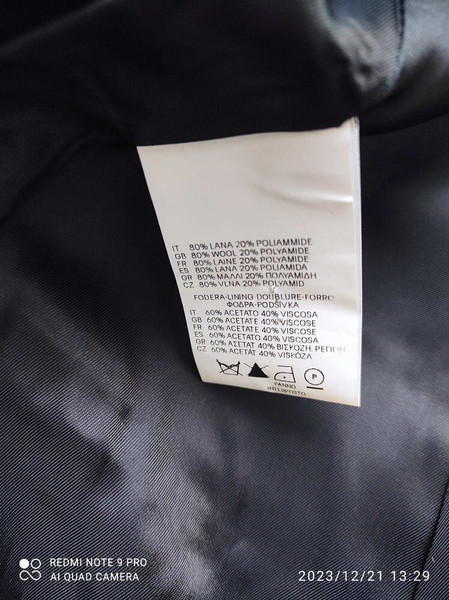 IT 80% LANA 20% POLIAMMIDE
GB 80% WOOL 20% POLYAMIDE
FR 80% LAINE 20% POLYAMIDE
ES 80% LANA 20% POLIAMIDA
GR 80% ΜΑΛΛΙ 20% ΠΟΛΥΑΜΙΔΗ
CZ 80% VLNA 20% POLYAMID
FODERA-LINING-DOUBLURE-FORRO
ΦΟΔΡΑ-PODŠÍVKA
IT 60% ACETATO 40% VISCOSA
GB 60% ACETATE 40% VISCOSE
FR 60% ACETATE 40% VISCOSE
ES 60% ACETATO 40% VISCOSA
GR 60% ΑΣΕΤΑΤ 40% ΒΙΣΚΟΖΗ,
CZ 60% ACETÁT 40% VISKÓZA
P
PANNO
INTERPOSTO
REDMI NOTE 9 PRO
AI QUAD CAMERA
2023/12/21 13:29